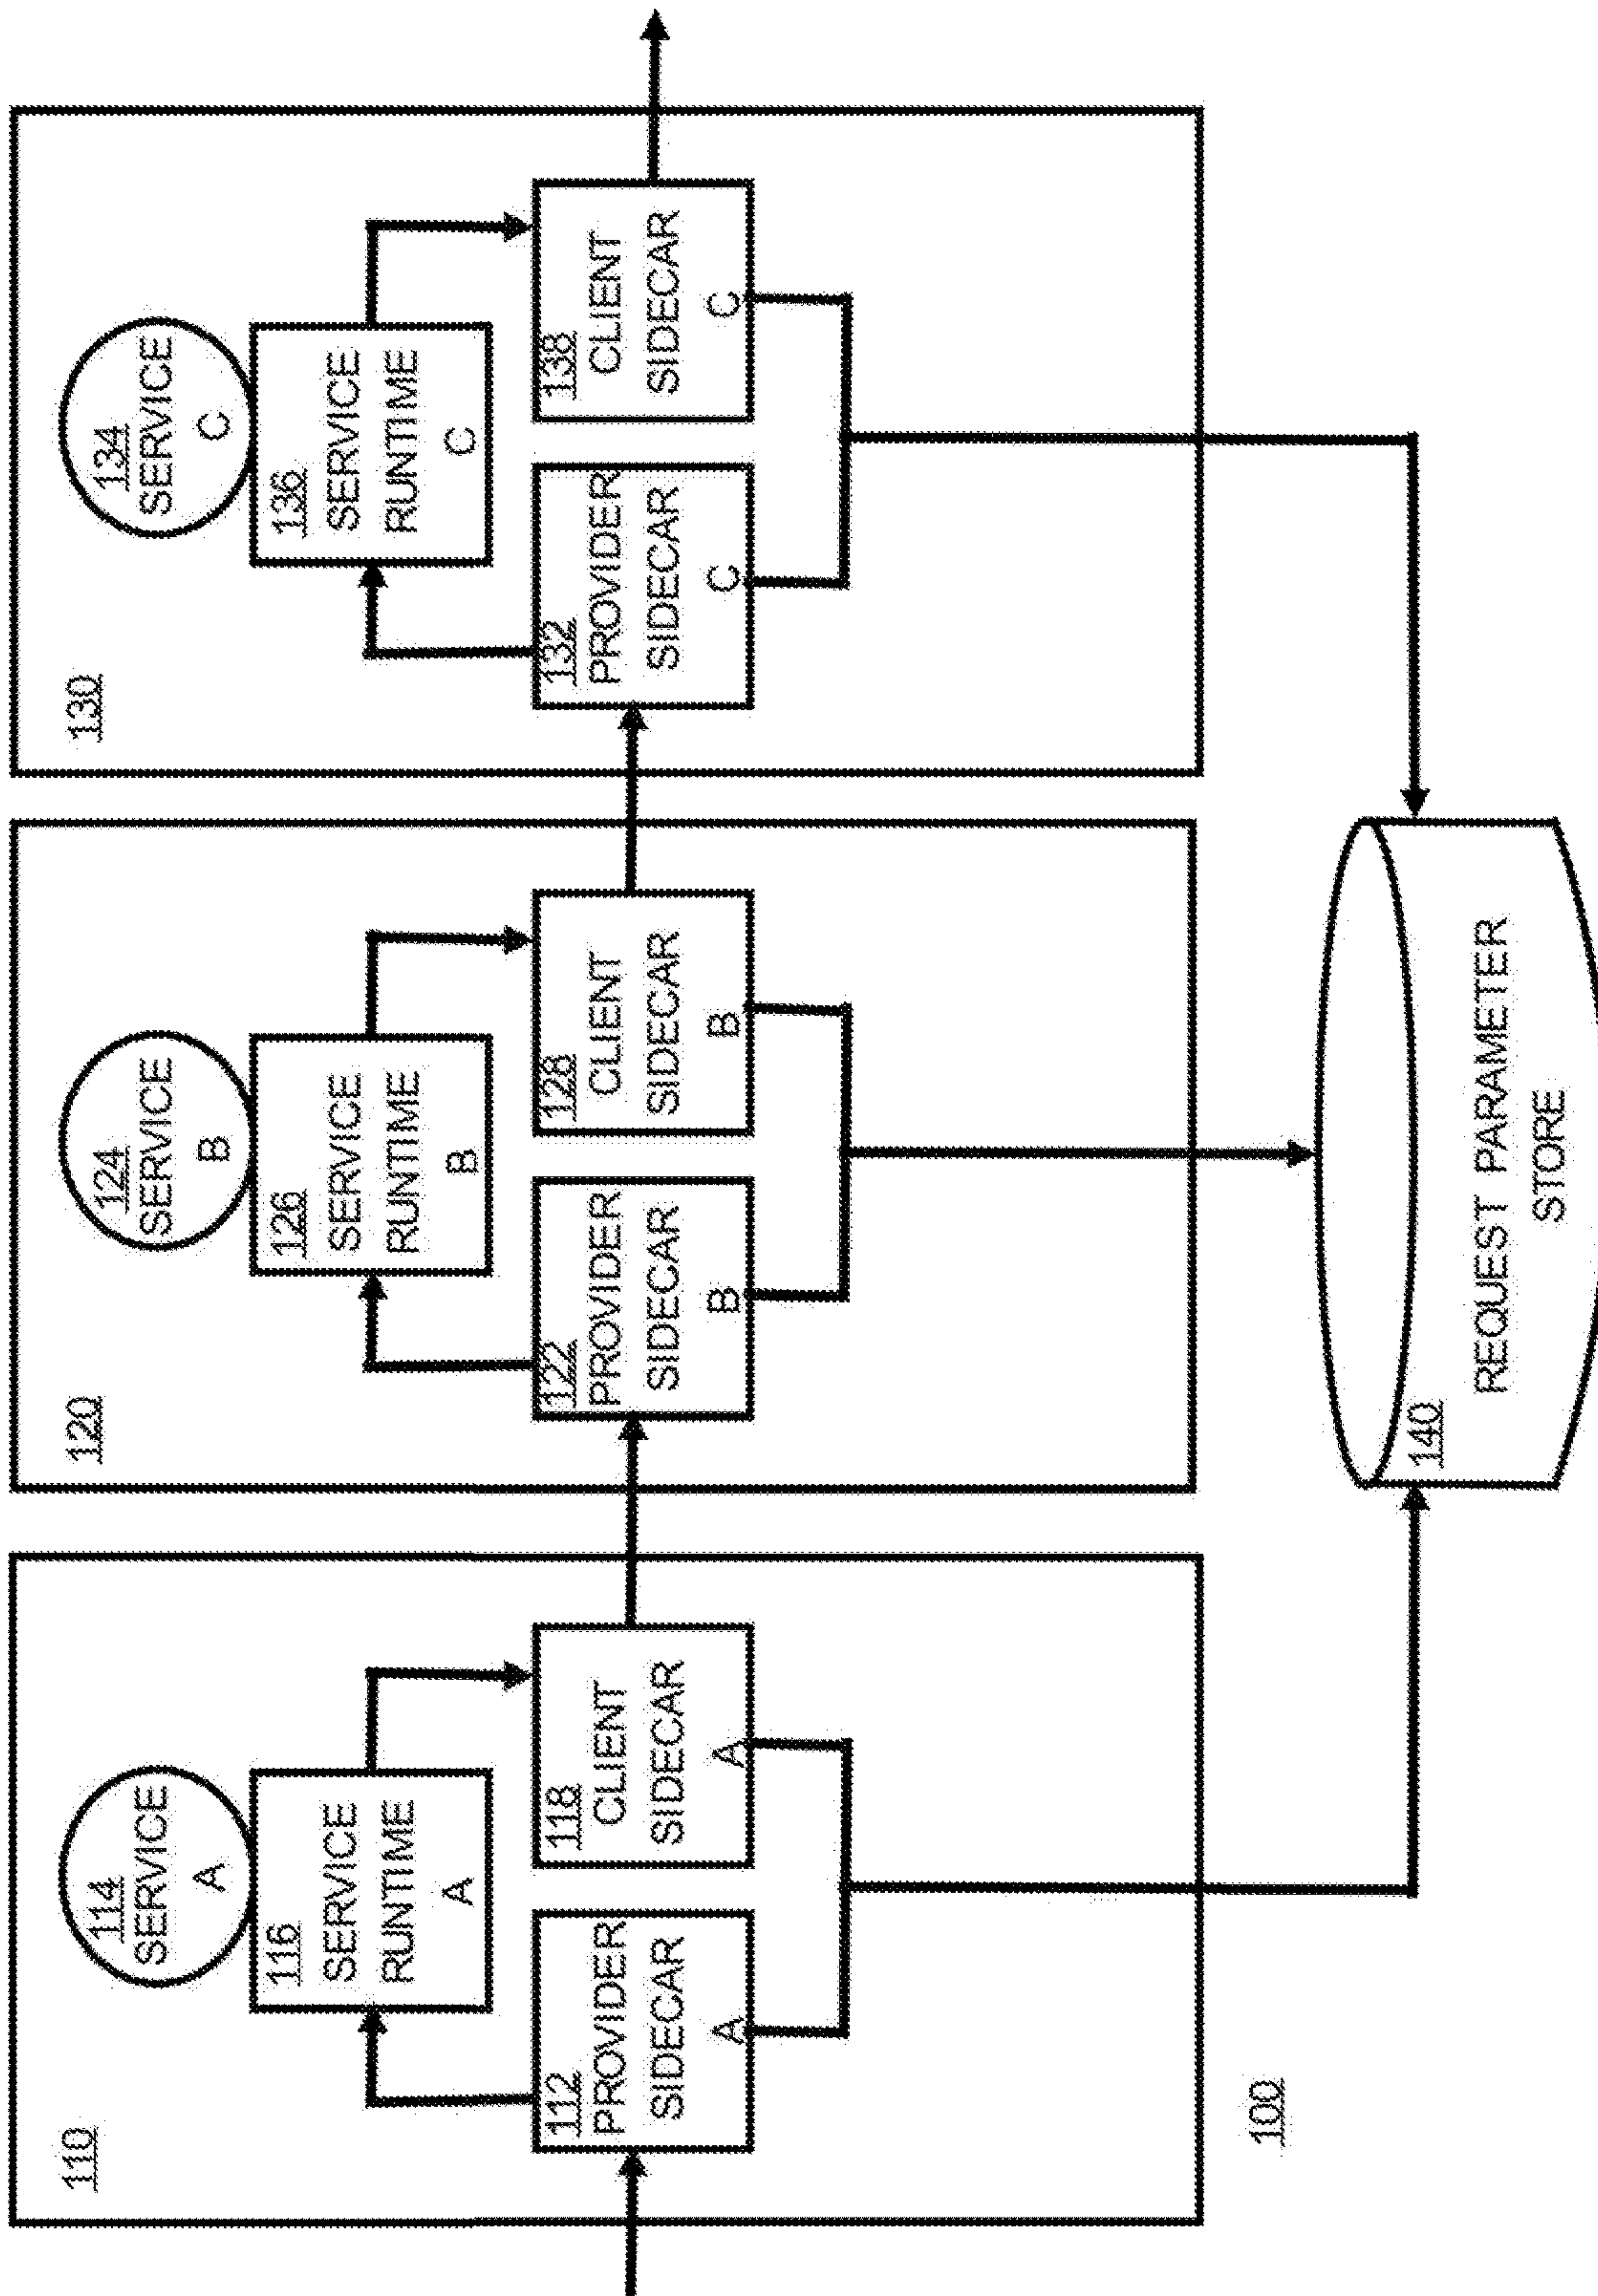 110
114
SERVICE
A
116
SERVICE
RUNTIME
A
112
PROVIDER
SIDECAR
A
118
CLIENT
SIDECAR
A
120
124
SERVICE
B
126
SERVICE
RUNTIME
B
122
PROVIDER
SIDECAR
B
128
CLIENT
SIDECAR
B
130
134
SERVICE
C
136
SERVICE
RUNTIME
C
132
PROVIDER
SIDECAR
C
138
CLIENT
SIDECAR
C
100
140
REQUEST PARAMETER
STORE